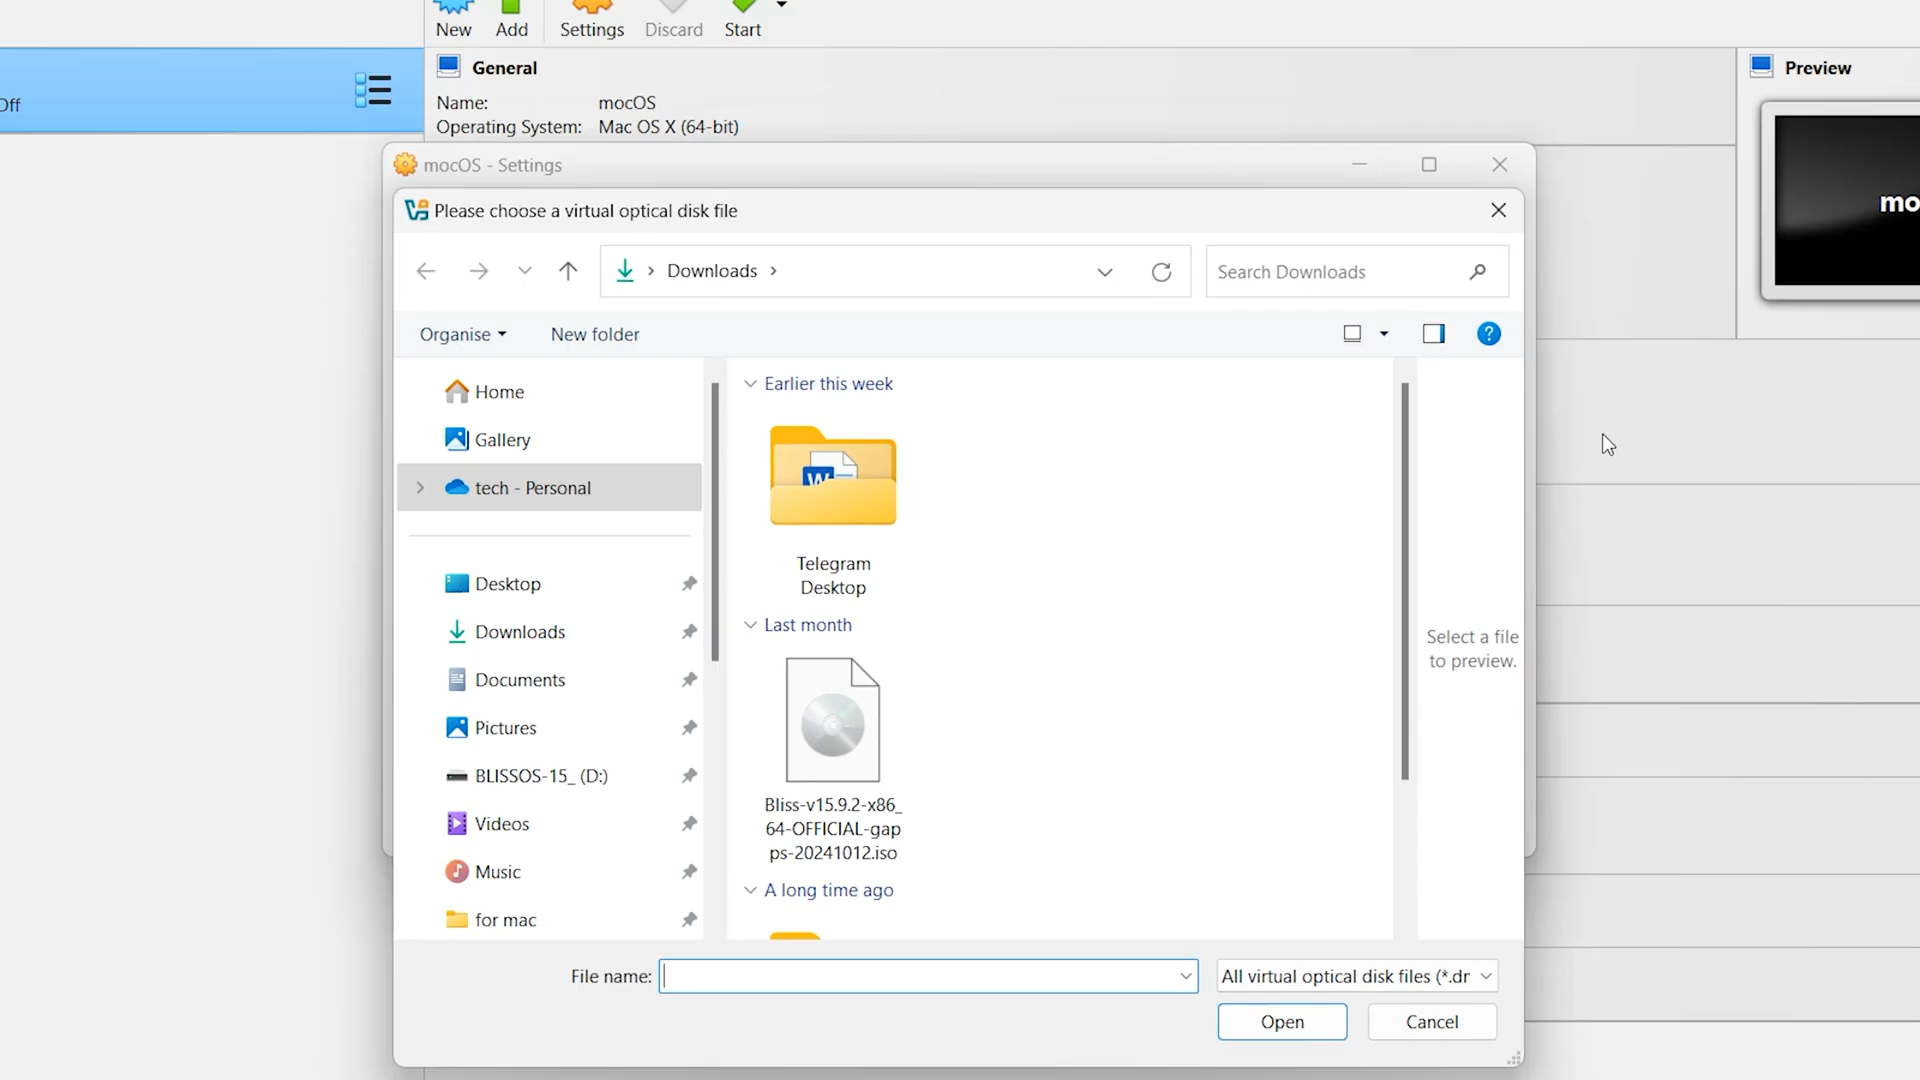 New
Add
Settings
Discard
Start
Off
General
Preview
Name: mocOS
Operating System: Mac OS X (64-bit)
mocOS - Settings
Please choose a virtual optical disk file
mo
Downloads
Search Downloads
Organise
New folder
?
Home
Gallery
tech - Personal
Desktop
Downloads
Documents
Pictures
BLISSOS-15_ (D:)
Videos
Music
for mac
Earlier this week
W
Telegram
Desktop
Last month
Bliss-v15.9.2-x86_
64-OFFICIAL-gap
ps-20241012.iso
A long time ago
Select a file
to preview.
File name:
All virtual optical disk files (*.dr
Open
Cancel